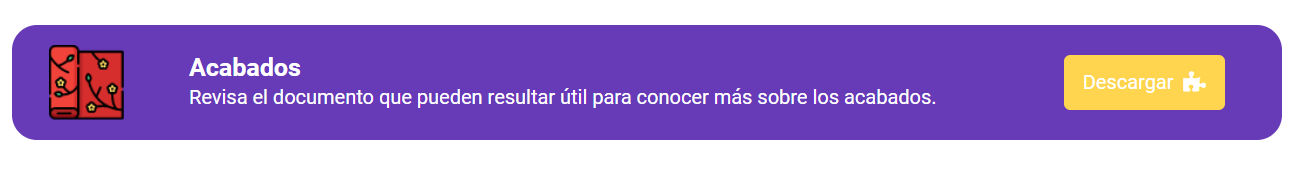 Acabados
Revisa el documento que pueden resultar útil para conocer más sobre los acabados.
Descargar